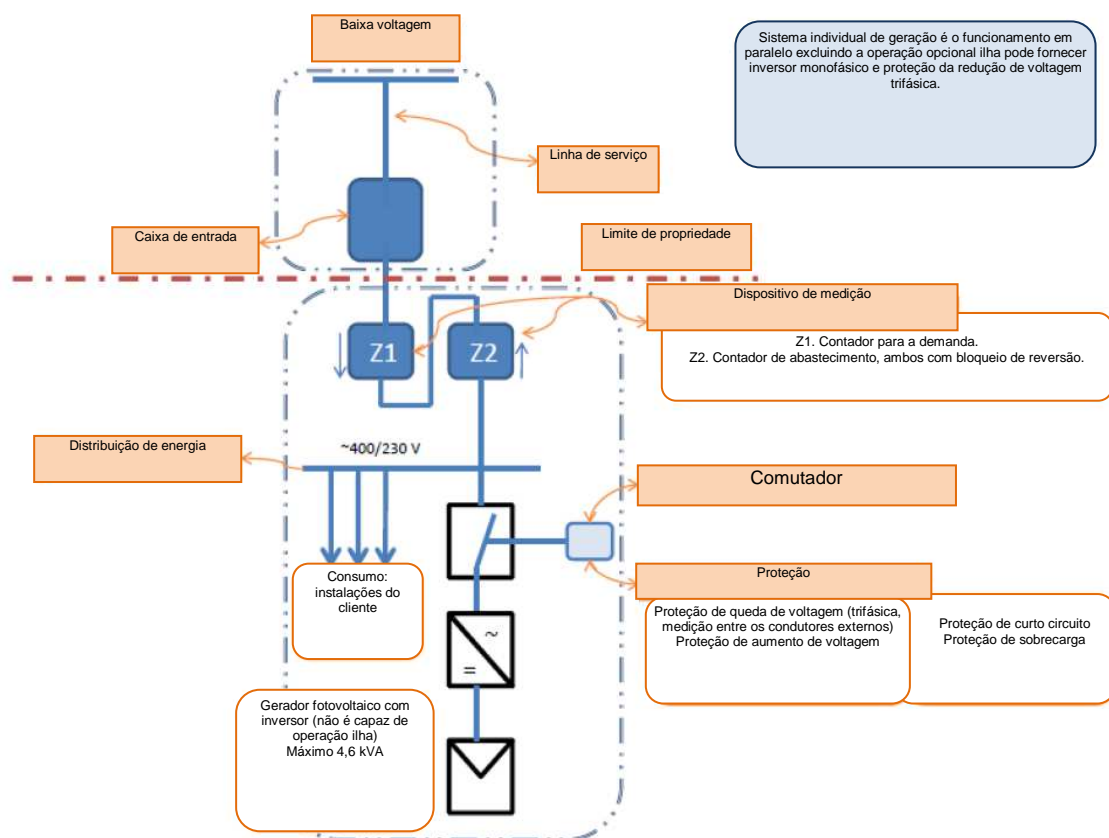 Baixa voltagem
Sistema individual de geração é o funcionamento em
paralelo excluindo a operação opcional ilha pode fornecer
inversor monofásico e proteção da redução de voltagem
trifásica.
Linha de serviço
Caixa de entrada
Limite de propriedade
Dispositivo de medição
Z1. Contador para a demanda.
Z2. Contador de abastecimento, ambos com bloqueio de reversão.
Z1
Z2
Distribuição de energia
~400/230 V
Comutador
Consumo:
instalações do
cliente
Proteção
Proteção de queda de voltagem (trifásica,
medição entre os condutores externos)
Proteção de aumento de voltagem
Proteção de curto circuito
Proteção de sobrecarga
~
=
Gerador fotovoltaico com
inversor (não é capaz de
operação ilha)
Máximo 4,6 kVA